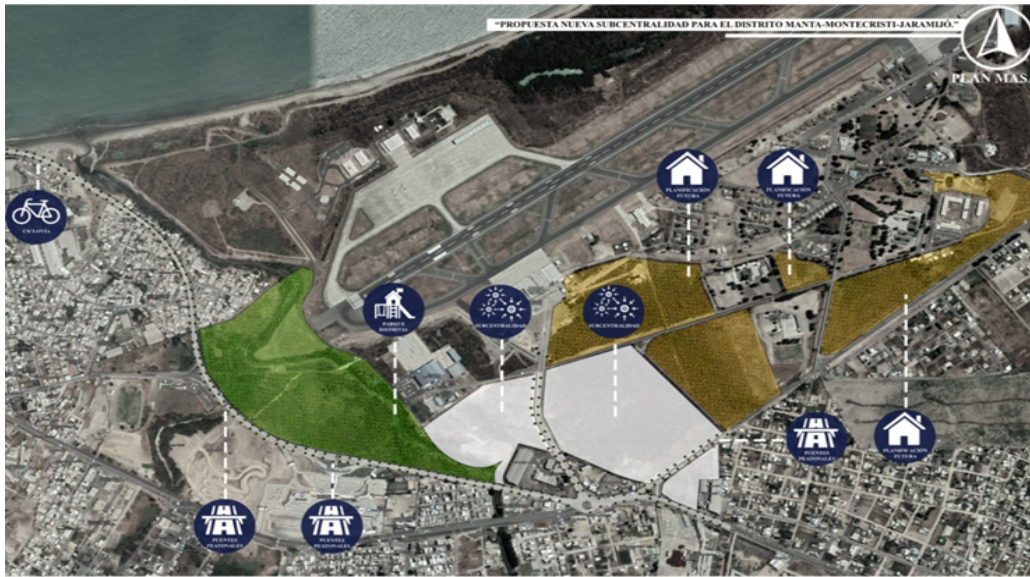 "PROPUESTA NUEVA SUBCENTRALIDAD PARA EL DISTRITO MANTA-MONTECRISTI-JARAMIJÓ."
PLAN MAS
PLANIFICACIÓN
FUTURA
PLANIFICACIÓN
FUTURA
CICLOVÍA
PARQUE
DISTRITAL
SUBCENTRALIDAD
SUBCENTRALIDAD
PUENTES
PEATONALES
PLANIFICACIÓN
FUTURA
PUENTES
PEATONALES
PUENTES
PEATONALES